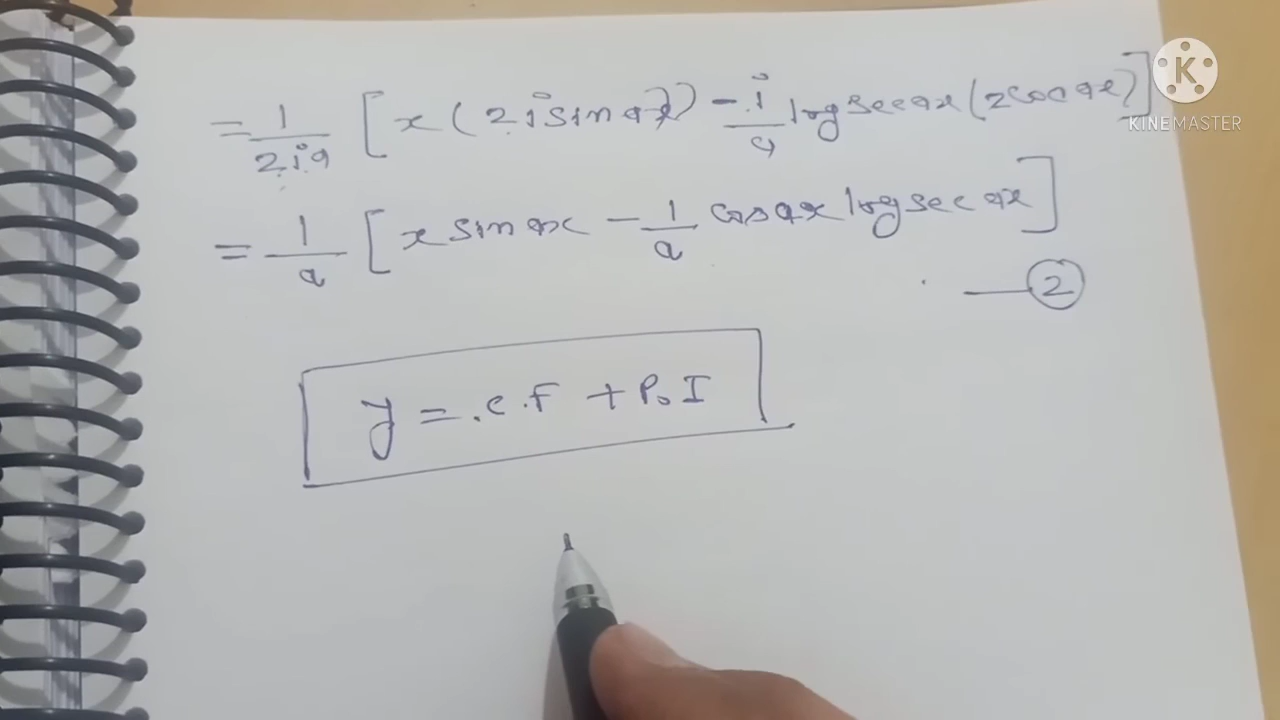 = 1/2ia [ x (2 i sin ax) - i/a log sec ax (2 cos ax) ]
K
KINEMASTER
= 1/a [ x sin ax - 1/a cos ax log sec ax ]
— 2
y = .C.F + P.I